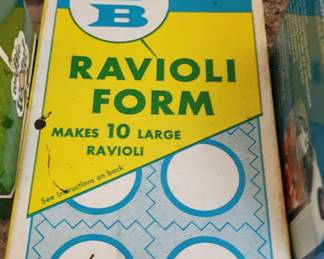 B
RAVIOLI
FORM
MAKES 10 LARGE
RAVIOLI
See instructions on back